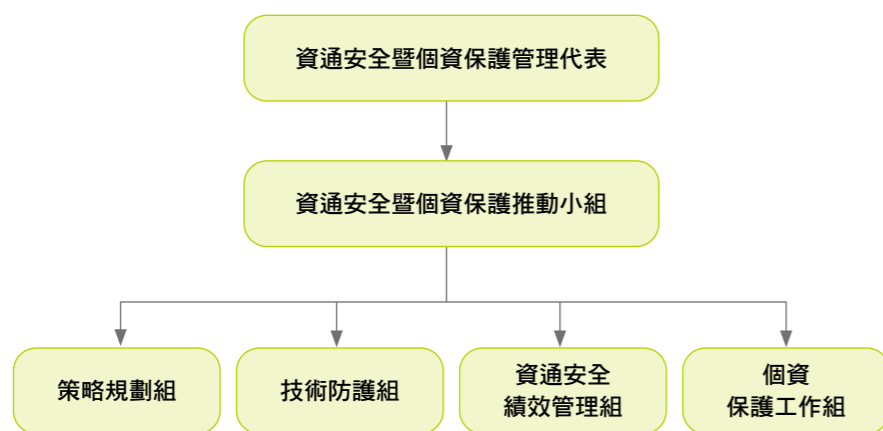 資通安全暨個資保護管理代表
資通安全暨個資保護推動小組
策略規劃組
技術防護組
資通安全
績效管理組
個資
保護工作組